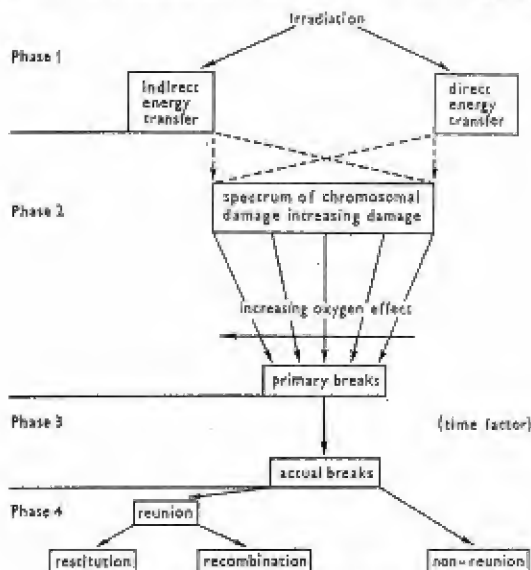 Irradiation
Phase 1
indirect
energy
transfer
direct
energy
transfer
Phase 2
spectrum of chromosomal
damage increasing damage
increasing oxygen effect
primary breaks
Phase 3
(time factor)
actual breaks
Phase 4
reunion
restitution
recombination
non-reunion